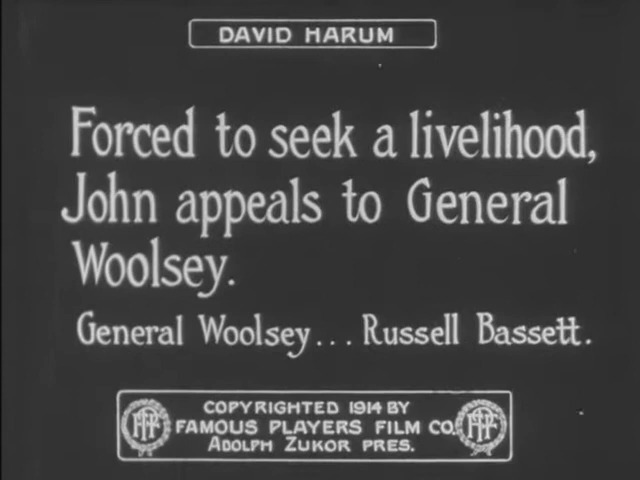 DAVID HARUM
Forced to seek a livelihood,
John appeals to General
Woolsey.
General Woolsey... Russell Bassett.
COPYRIGHTED 1914 BY
FAMOUS PLAYERS FILM CO.
ADOLPH ZUKOR PRES.